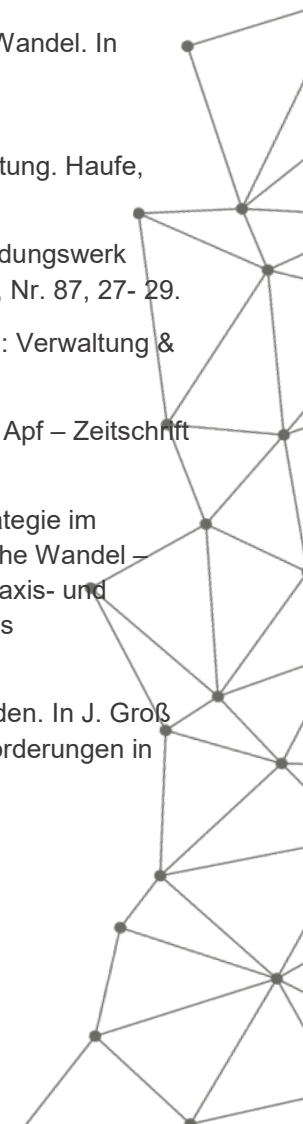 Wandel. In
tung. Haufe,
dungswerk
, Nr. 87, 27- 29.
: Verwaltung &
Apf – Zeitschrift
ategie im
he Wandel –
axis- und
s
den. In J. Groß
orderungen in